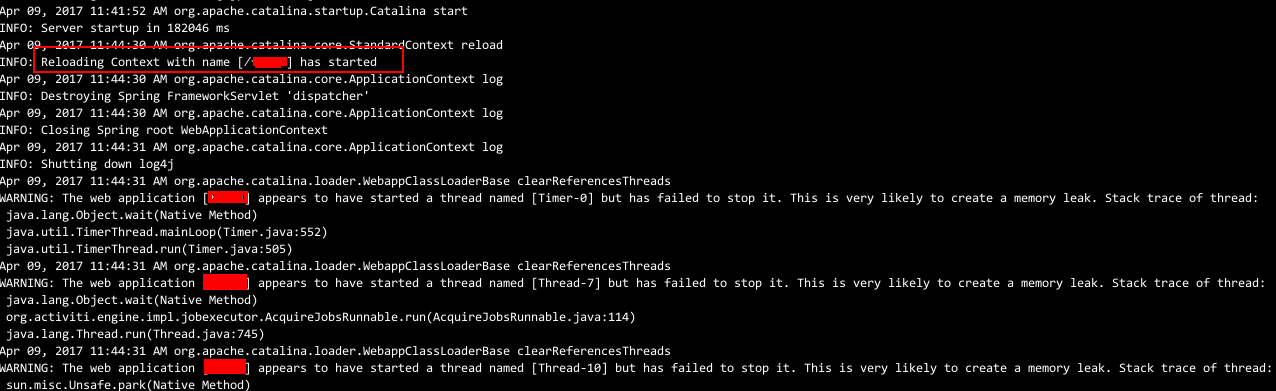 Apr 09, 2017 11:41:52 AM org.apache.catalina.startup.Catalina start
INFO: Server startup in 182046 ms
Apr 09, 2017 11:44:30 AM org.apache.catalina.core.StandardContext reload
INFO: Reloading Context with name [/ ] has started
Apr 09, 2017 11:44:30 AM org.apache.catalina.core.ApplicationContext log
INFO: Destroying Spring FrameworkServlet 'dispatcher'
Apr 09, 2017 11:44:30 AM org.apache.catalina.core.ApplicationContext log
INFO: Closing Spring root WebApplicationContext
Apr 09, 2017 11:44:31 AM org.apache.catalina.core.ApplicationContext log
INFO: Shutting down log4j
Apr 09, 2017 11:44:31 AM org.apache.catalina.loader.WebappClassLoaderBase clearReferencesThreads
WARNING: The web application [ ] appears to have started a thread named [Timer-0] but has failed to stop it. This is very likely to create a memory leak. Stack trace of thread:
java.lang.Object.wait(Native Method)
java.util.TimerThread.mainLoop(Timer.java:552)
java.util.TimerThread.run(Timer.java:505)
Apr 09, 2017 11:44:31 AM org.apache.catalina.loader.WebappClassLoaderBase clearReferencesThreads
WARNING: The web application ] appears to have started a thread named [Thread-7] but has failed to stop it. This is very likely to create a memory leak. Stack trace of thread:
java.lang.Object.wait(Native Method)
org.activiti.engine.impl.jobexecutor.AcquireJobsRunnable.run(AcquireJobsRunnable.java:114)
java.lang.Thread.run(Thread.java:745)
Apr 09, 2017 11:44:31 AM org.apache.catalina.loader.WebappClassLoaderBase clearReferencesThreads
WARNING: The web application ] appears to have started a thread named [Thread-10] but has failed to stop it. This is very likely to create a memory leak. Stack trace of thread:
sun.misc.Unsafe.park(Native Method)